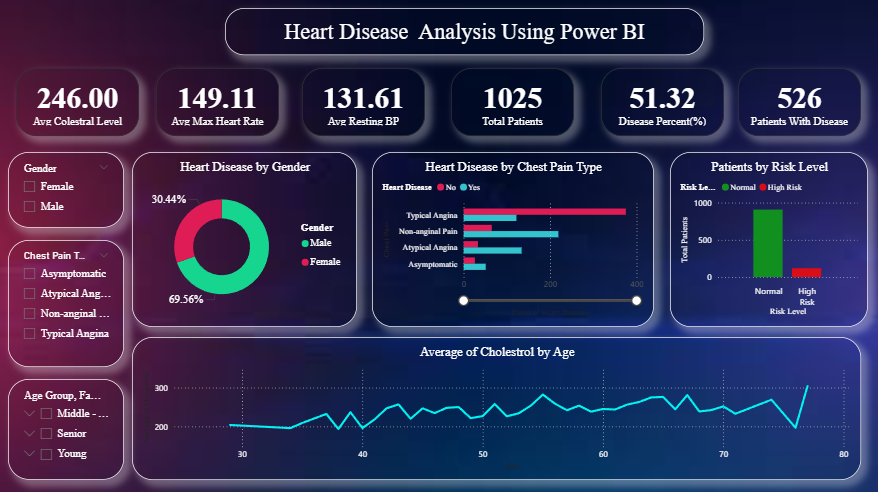 Heart Disease Analysis Using Power BI
246.00
Avg Colestral Level
149.11
Avg Max Heart Rate
131.61
Avg Resting BP
1025
Total Patients
51.32
Disease Percent(%)
526
Patients With Disease
Gender
Female
Male
Chest Pain T...
Asymptomatic
Atypical Ang...
Non-anginal ...
Typical Angina
Age Group, Fa...
Middle - ...
Senior
Young
Heart Disease by Gender
30.44%
69.56%
Gender
Male
Female
Heart Disease by Chest Pain Type
Heart Disease No Yes
Typical Angina
Non-anginal Pain
Atypical Angina
Asymptomatic
0 200 400
Patients by Risk Level
Risk Le... Normal High Risk
Total Patients
1000
500
0
Normal High
Risk
Risk Level
Average of Cholestrol by Age
300
200
30 40 50 60 70 80